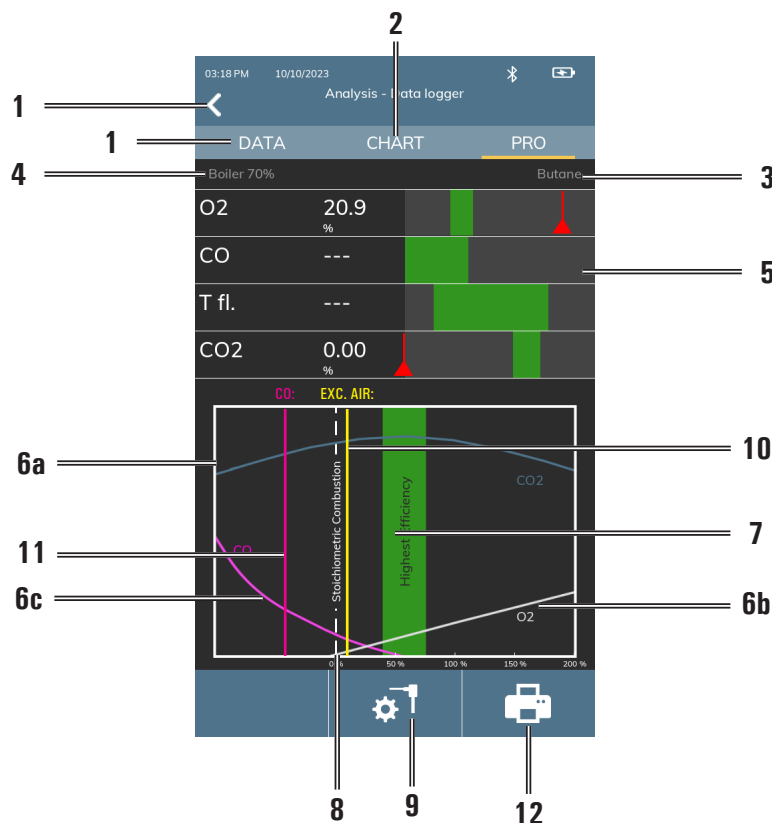 2
03:18 PM 10/10/2023
Analysis - Data logger
1
1 DATA CHART PRO
4 Boiler 70% Butane 3
O2 20.9
%
CO --- 5
T fl. ---
CO2 0.00
%
CO: EXC. AIR:
6a 10
CO2
Stoichiometric Combustion
Highest Efficiency
7
11 CO
6c 6b
O2
0 % 50 % 100 % 150 % 200 %
8 9 12